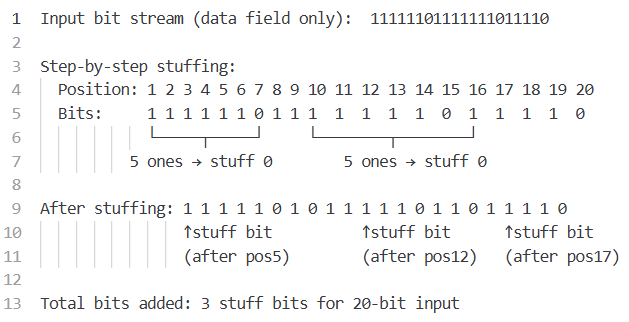 1 Input bit stream (data field only): 11111101111111011110
2
3 Step-by-step stuffing:
4 Position: 1 2 3 4 5 6 7 8 9 10 11 12 13 14 15 16 17 18 19 20
5 Bits: 1 1 1 1 1 1 0 1 1 1 1 1 1 1 0 1 1 1 1 0
6
7 5 ones → stuff 0 5 ones → stuff 0
8
9 After stuffing: 1 1 1 1 1 0 1 0 1 1 1 1 1 0 1 1 0 1 1 1 1 0
10 ↑stuff bit ↑stuff bit ↑stuff bit
11 (after pos5) (after pos12) (after pos17)
12
13 Total bits added: 3 stuff bits for 20-bit input